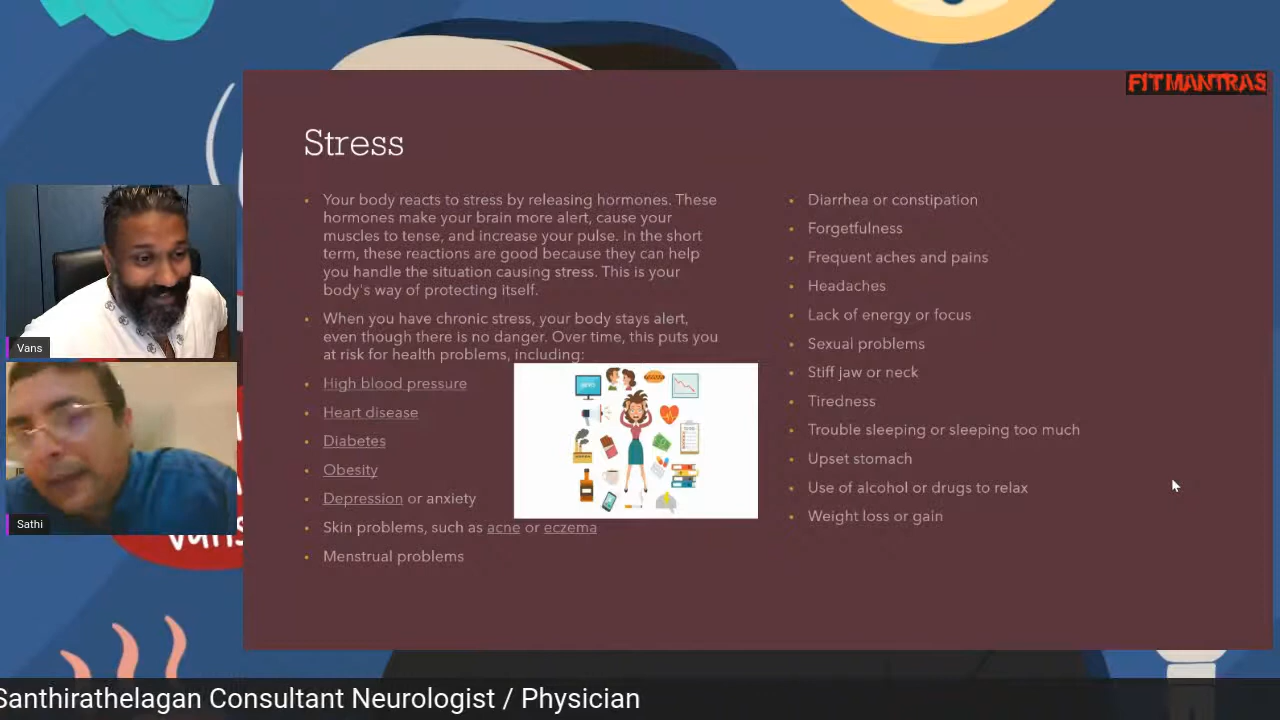 FITMANTRAS
Stress
Your body reacts to stress by releasing hormones. These
hormones make your brain more alert, cause your
muscles to tense, and increase your pulse. In the short
term, these reactions are good because they can help
you handle the situation causing stress. This is your
body's way of protecting itself.
When you have chronic stress, your body stays alert,
even though there is no danger. Over time, this puts you
at risk for health problems, including:
High blood pressure
Heart disease
Diabetes
Obesity
Depression or anxiety
Skin problems, such as acne or eczema
Menstrual problems
Diarrhea or constipation
Forgetfulness
Frequent aches and pains
Headaches
Lack of energy or focus
Sexual problems
Stiff jaw or neck
Tiredness
Trouble sleeping or sleeping too much
Upset stomach
Use of alcohol or drugs to relax
Weight loss or gain
Vans
Sathi
Santhirathelagan Consultant Neurologist / Physician